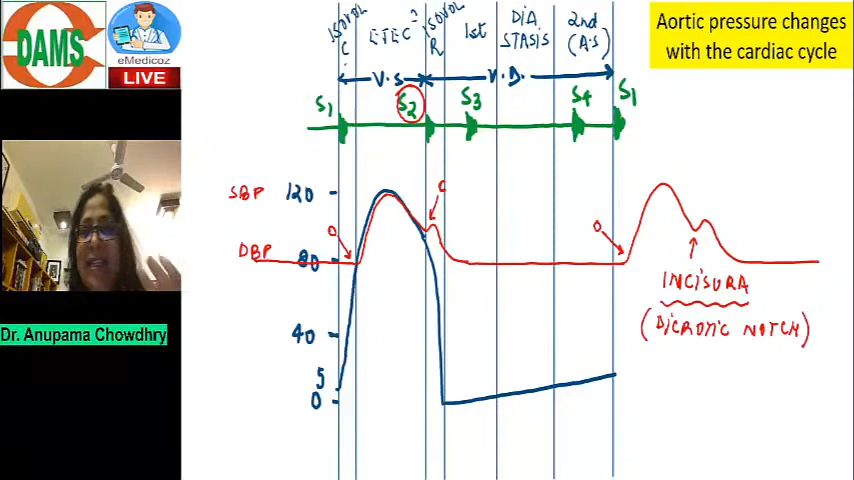 DAMS
eMedicoz
LIVE
Aortic pressure changes
with the cardiac cycle
ISOVOL
C
EJEC
ISOVOL
R
1st
DIA
STASIS
2nd
(AS)
V.S
V.D.
S1
S2
S3
S4
S1
SBP 120
C
O
DBP 80
O
INCISURA
(DICROTIC NOTCH)
40
5
0
Dr. Anupama Chowdhry